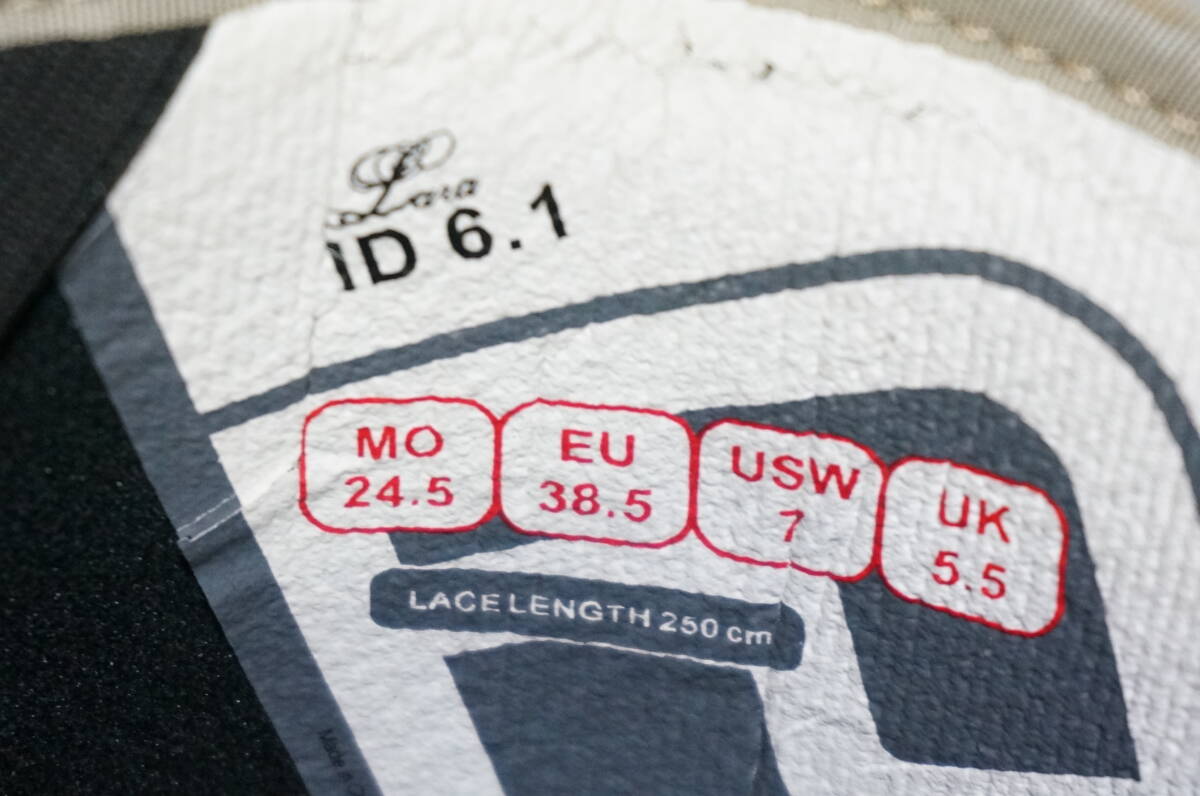 Lara
ID 6.1
MO
24.5
EU
38.5
USW
7
UK
5.5
LACE LENGTH 250 cm